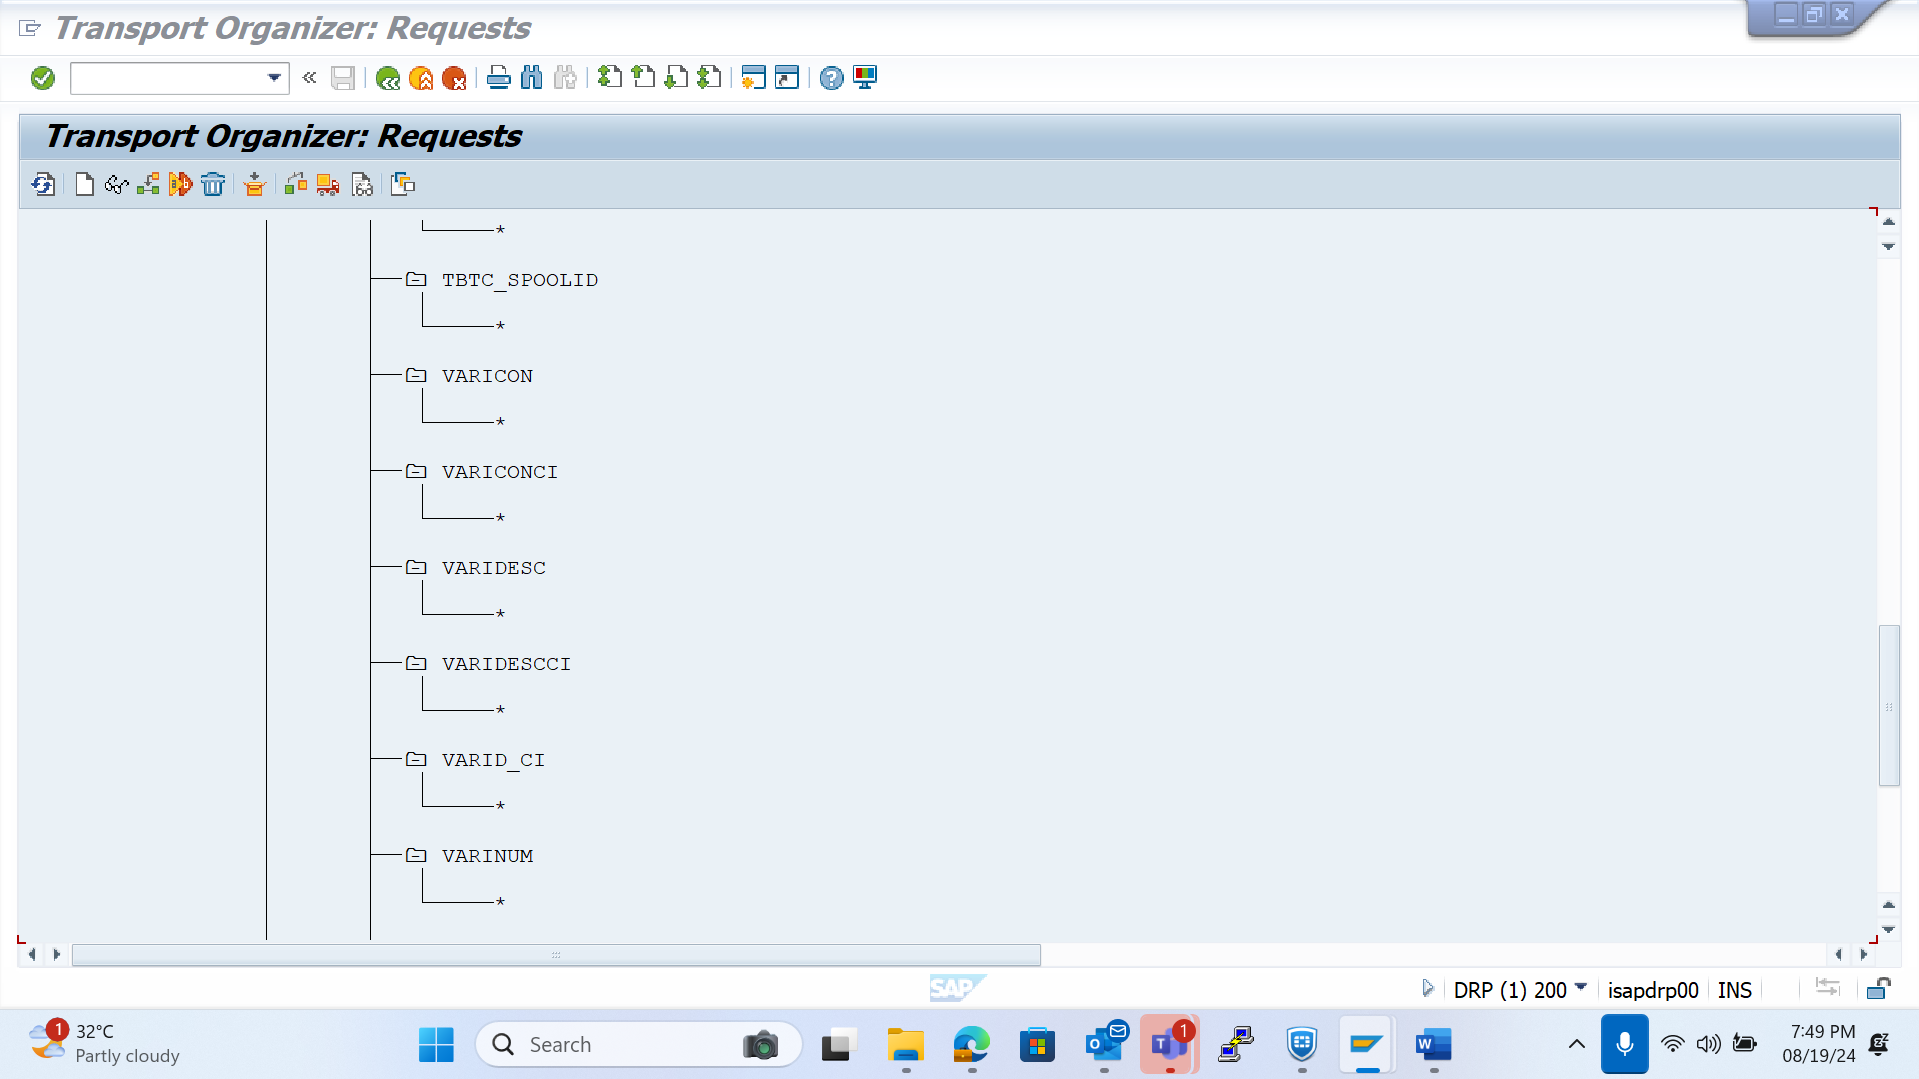 Transport Organizer: Requests
Transport Organizer: Requests
*
TBTC_SPOOLID
*
VARICON
*
VARICONCI
*
VARIDESC
*
VARIDESCCI
*
VARID_CI
*
VARINUM
*
SAP
DRP (1) 200
isapdrp00
INS
1
32°C
Partly cloudy
Search
1
7:49 PM
08/19/24